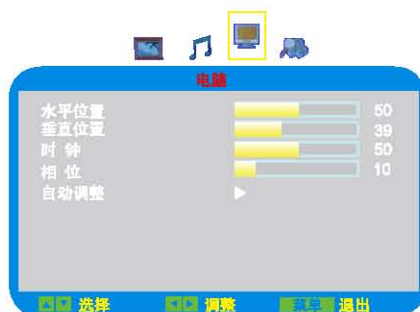 电脑
水平位置 50
垂直位置 39
时 钟 50
相 位 10
自动调整
选择 调整 菜单 退出